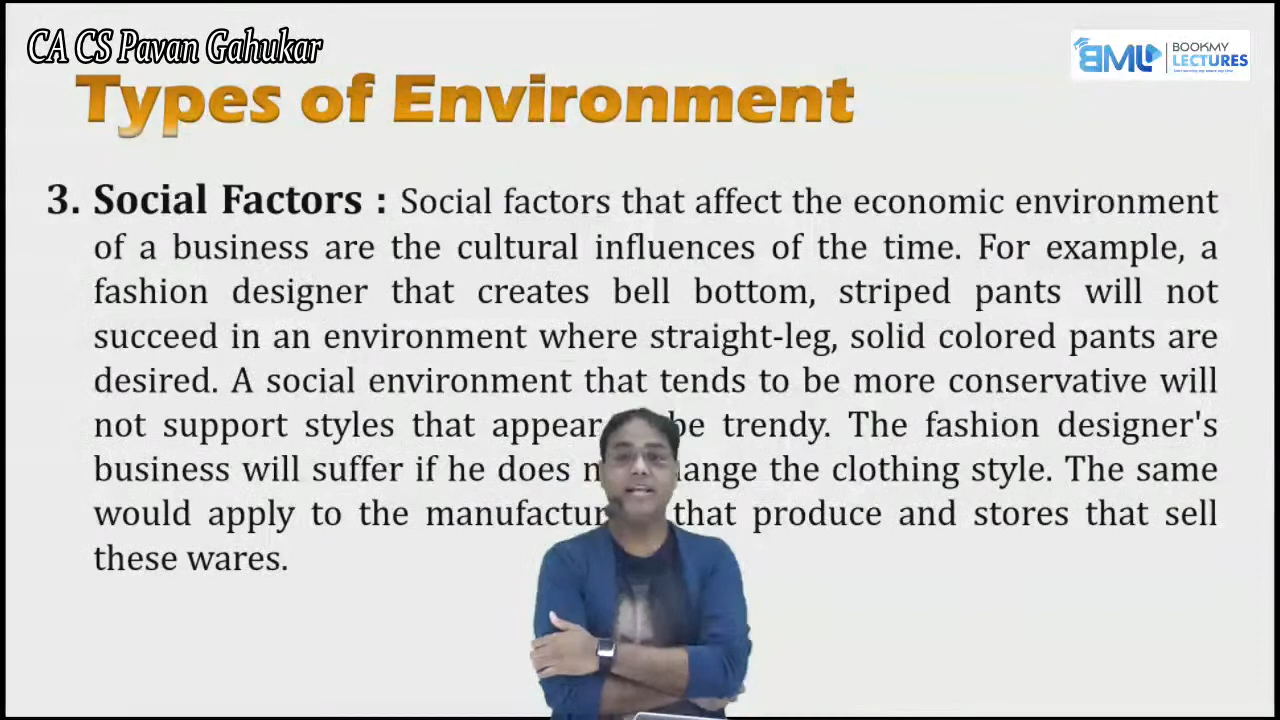 CA CS Pavan Gahukar
BOOKMY
BML LECTURES
Types of Environment
3. Social Factors : Social factors that affect the economic environment
of a business are the cultural influences of the time. For example, a
fashion designer that creates bell bottom, striped pants will not
succeed in an environment where straight-leg, solid colored pants are
desired. A social environment that tends to be more conservative will
not support styles that appear be trendy. The fashion designer's
business will suffer if he does the clothing style. The same
would apply to the that produce and stores that sell
these wares.